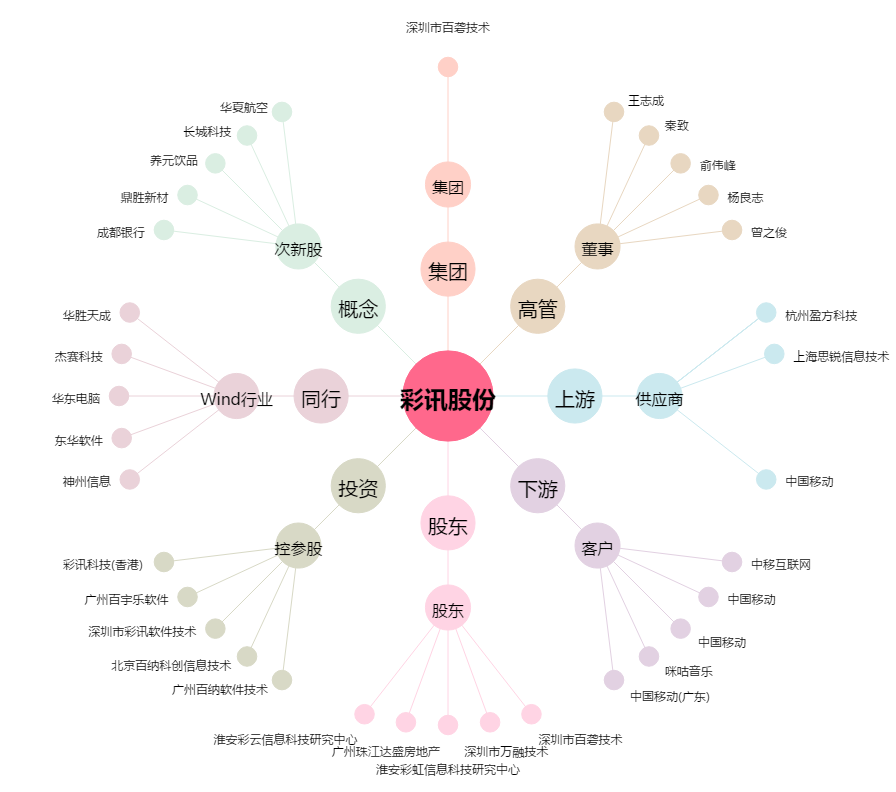 深圳市百砻技术
集团
集团
王志成
秦致
俞伟峰
杨良志
曾之俊
董事
高管
华夏航空
长城科技
养元饮品
鼎胜新材
成都银行
次新股
概念
彩讯股份
杭州盈方科技
上海思锐信息技术
中国移动
供应商
上游
华胜天成
杰赛科技
华东电脑
东华软件
神州信息
Wind行业
同行
投资
控参股
彩讯科技(香港)
广州百宇乐软件
深圳市彩讯软件技术
北京百纳科创信息技术
广州百纳软件技术
下游
客户
中移互联网
中国移动
中国移动
咪咕音乐
中国移动(广东)
股东
股东
淮安彩云信息科技研究中心
广州珠江达盛房地产
淮安彩虹信息科技研究中心
深圳市万融技术
深圳市百砻技术